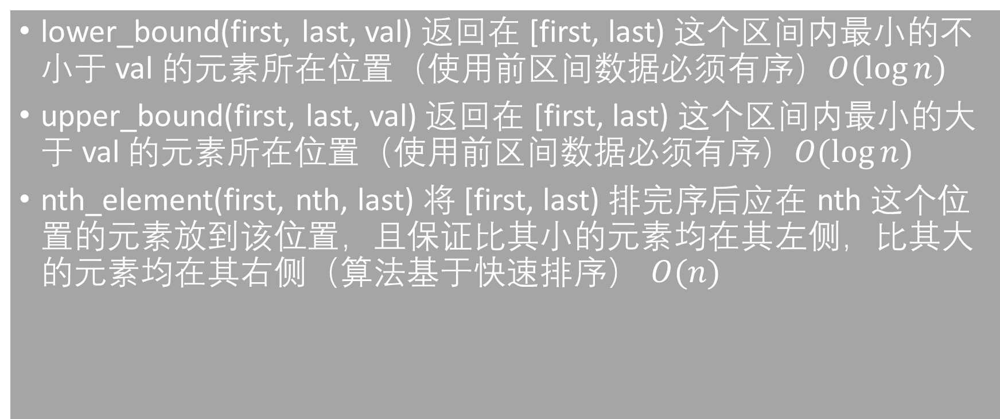 • lower_bound(first, last, val) 返回在 [first, last) 这个区间内最小的不
小于 val 的元素所在位置（使用前区间数据必须有序）O(log n)
• upper_bound(first, last, val) 返回在 [first, last) 这个区间内最小的大
于 val 的元素所在位置（使用前区间数据必须有序）O(log n)
• nth_element(first, nth, last) 将 [first, last) 排完序后应在 nth 这个位
置的元素放到该位置，且保证比其小的元素均在其左侧，比其大
的元素均在其右侧（算法基于快速排序） O(n)